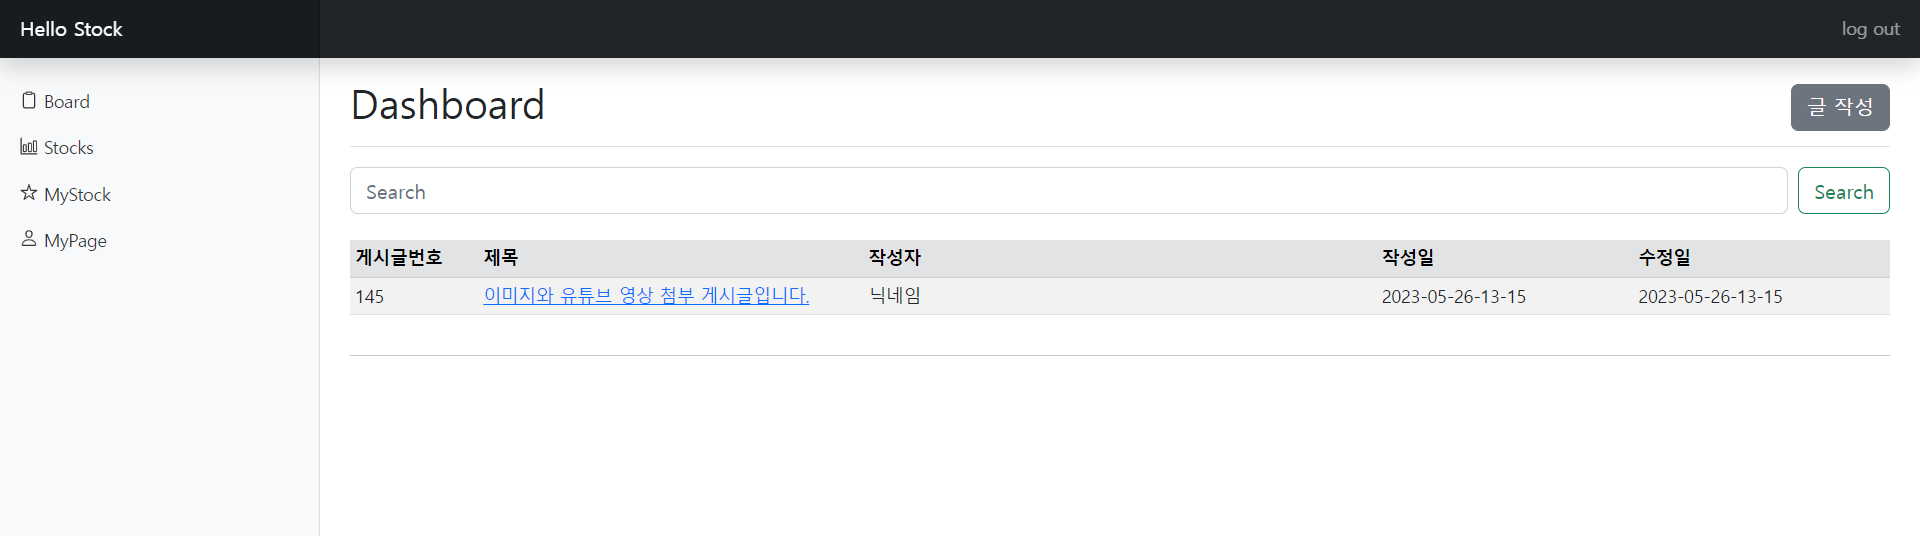 Hello Stock
log out
Board
Stocks
MyStock
MyPage
Dashboard
글 작성
Search
Search
게시글번호 제목 작성자 작성일 수정일
145 이미지와 유튜브 영상 첨부 게시글입니다. 닉네임 2023-05-26-13-15 2023-05-26-13-15